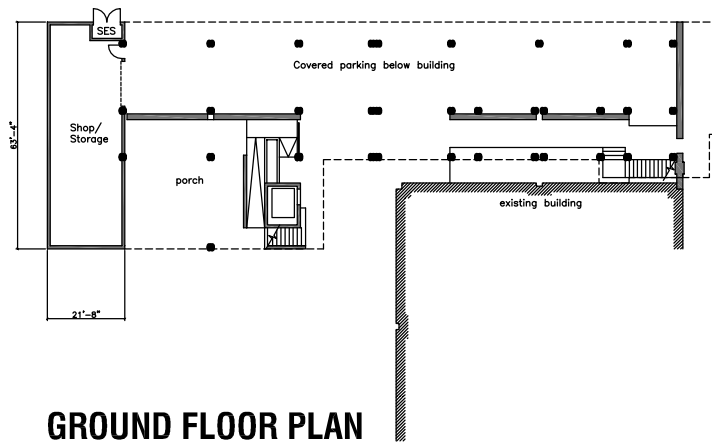 SES
Covered parking below building
Shop/
Storage
63'-4"
porch
existing building
21'-8"
GROUND FLOOR PLAN